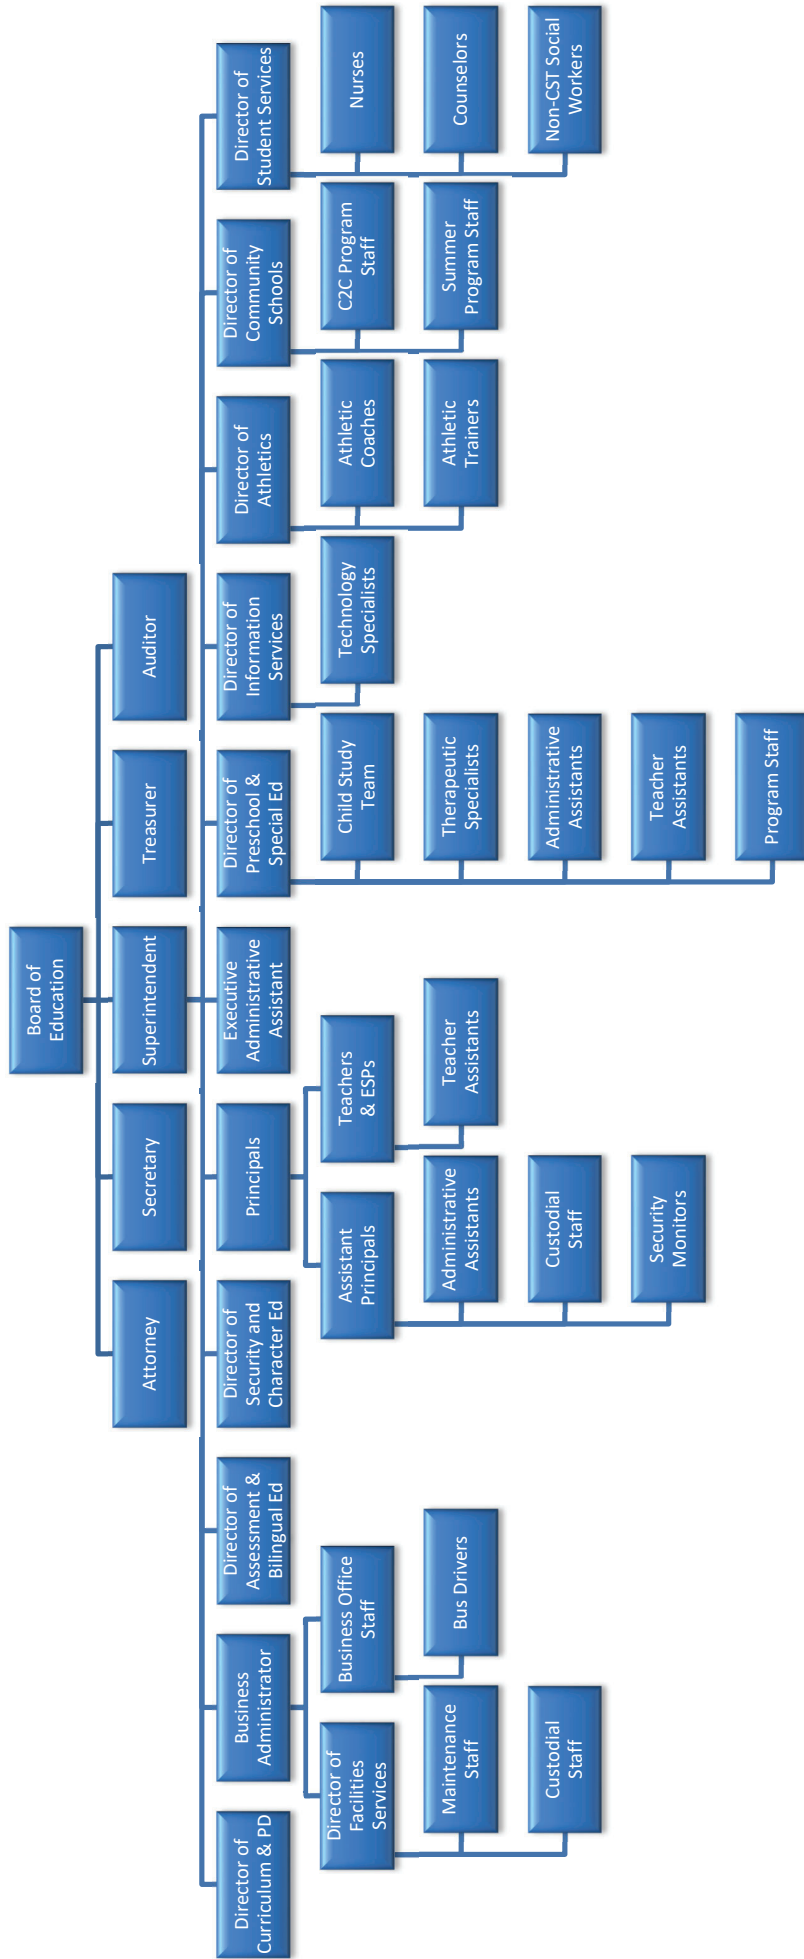 Board of
Education
Attorney
Secretary
Superintendent
Treasurer
Auditor
Director of
Curriculum & PD
Business
Administrator
Director of
Assessment &
Bilingual Ed
Director of
Security and
Character Ed
Principals
Executive
Administrative
Assistant
Director of
Preschool &
Special Ed
Director of
Information
Services
Director of
Athletics
Director of
Community
Schools
Director of
Student Services
Director of
Facilities
Services
Business Office
Staff
Assistant
Principals
Teachers
& ESPs
Child Study
Team
Technology
Specialists
Athletic
Coaches
C2C Program
Staff
Nurses
Maintenance
Staff
Bus Drivers
Administrative
Assistants
Teacher
Assistants
Therapeutic
Specialists
Athletic
Trainers
Summer
Program Staff
Counselors
Custodial
Staff
Custodial
Staff
Administrative
Assistants
Non-CST Social
Workers
Security
Monitors
Teacher
Assistants
Program Staff